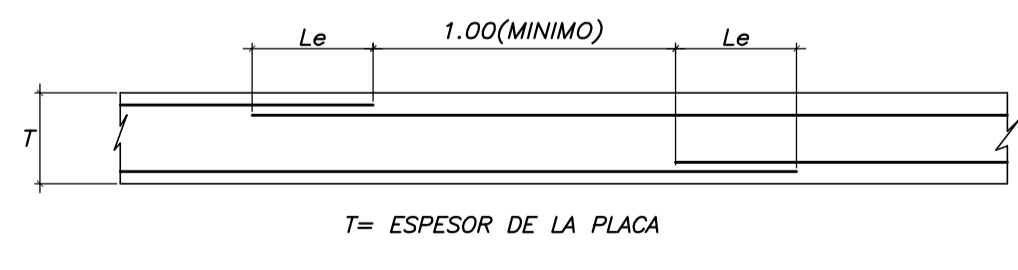 Le 1.00(MINIMO) Le
T
T= ESPESOR DE LA PLACA